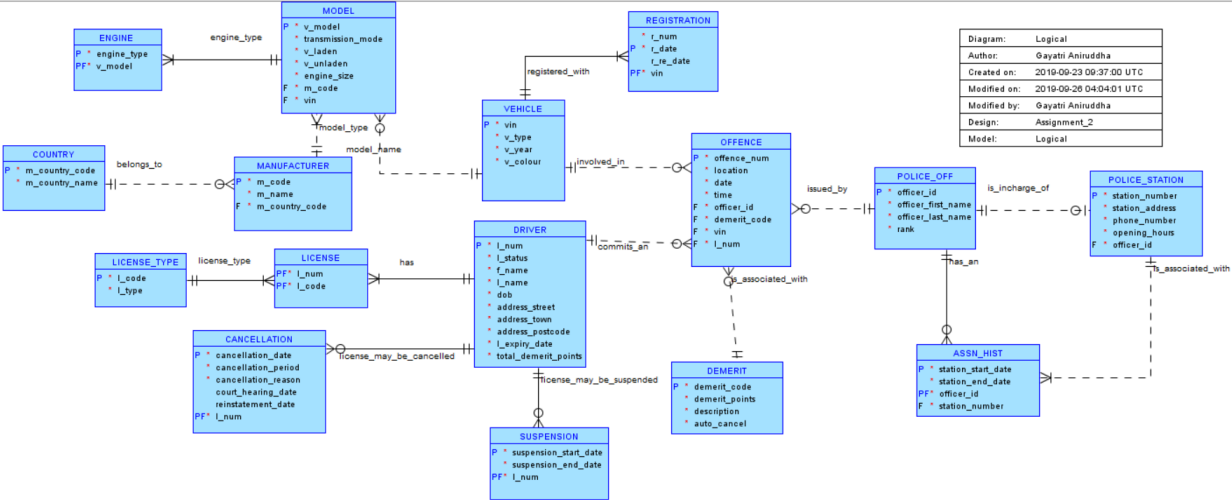 MODEL
P * v_model
* transmission_mode
* v_laden
* v_unladen
* engine_size
F * m_code
F * vin
ENGINE
P * engine_type
PF* v_model
engine_type
REGISTRATION
* r_num
P * r_date
r_re_date
PF* vin
registered_with
Diagram: Logical
Author: Gayatri Aniruddha
Created on: 2019-09-23 09:37:00 UTC
Modified on: 2019-09-26 04:04:01 UTC
Modified by: Gayatri Aniruddha
Design: Assignment_2
Model: Logical
VEHICLE
P * vin
* v_type
* v_year
* v_colour
model_type
model_name
COUNTRY
P * m_country_code
* m_country_name
belongs_to
MANUFACTURER
P * m_code
* m_name
F * m_country_code
involved_in
OFFENCE
P * offence_num
* location
* date
* time
F * officer_id
F * demerit_code
F * vin
F * l_num
issued_by
POLICE_OFF
P * officer_id
* officer_first_name
* officer_last_name
* rank
is_incharge_of
POLICE_STATION
P * station_number
* station_address
* phone_number
* opening_hours
F * officer_id
DRIVER
P * l_num
* l_status
* f_name
* l_name
* dob
* address_street
* address_town
* address_postcode
* l_expiry_date
* total_demerit_points
commits_an
LICENSE_TYPE
P * l_code
* l_type
license_type
LICENSE
PF* l_num
PF* l_code
has
is_associated_with
has_an
is_associated_with
CANCELLATION
P * cancellation_date
* cancellation_period
* cancellation_reason
court_hearing_date
reinstatement_date
PF* l_num
license_may_be_cancelled
license_may_be_suspended
DEMERIT
P * demerit_code
* demerit_points
* description
* auto_cancel
ASSN_HIST
P * station_start_date
* station_end_date
PF* officer_id
F * station_number
SUSPENSION
P * suspension_start_date
* suspension_end_date
PF* l_num